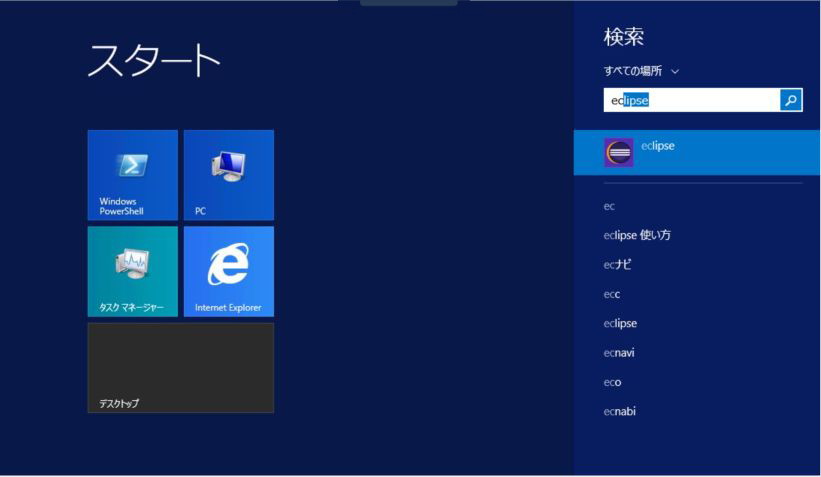 スタート
Windows
PowerShell
PC
タスク マネージャー
Internet Explorer
デスクトップ
検索
すべての場所
eclipse
eclipse
ec
eclipse 使い方
ecナビ
ecc
eclipse
ecnavi
eco
ecnabi